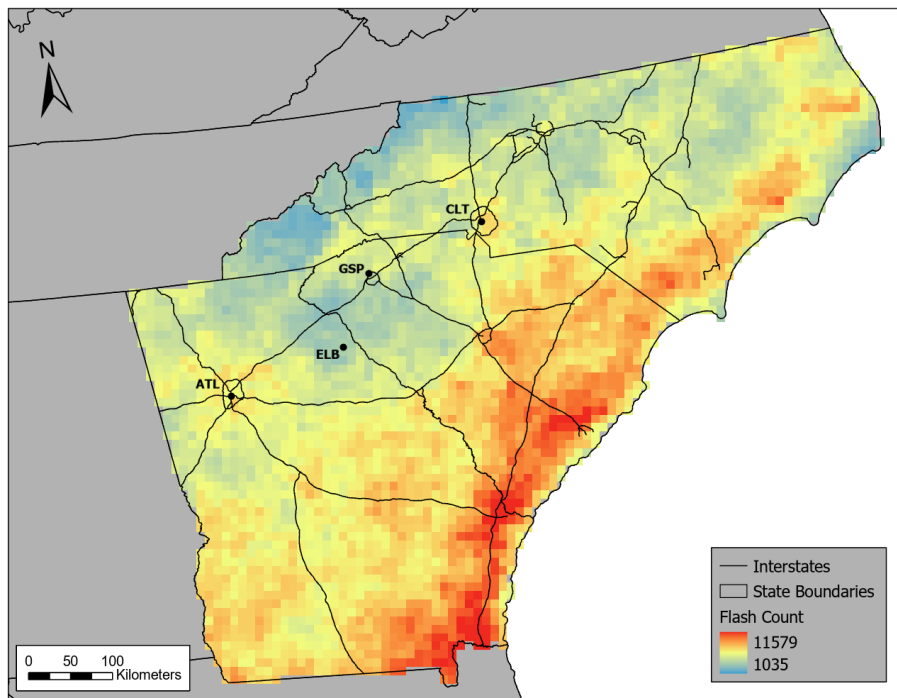 N
CLT
GSP
ELB
ATL
Interstates
State Boundaries
Flash Count
11579
1035
0 50 100
Kilometers